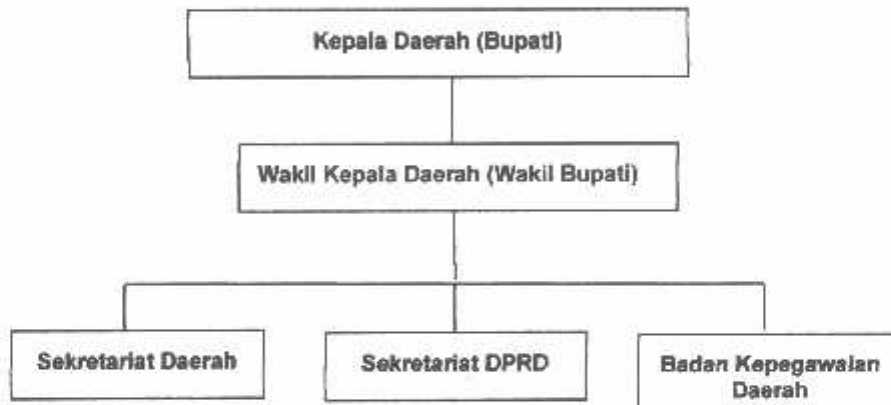 Kepala Daerah (Bupati)
Wakil Kepala Daerah (Wakil Bupati)
Sekretariat Daerah
Sekretariat DPRD
Badan Kepegawaian
Daerah